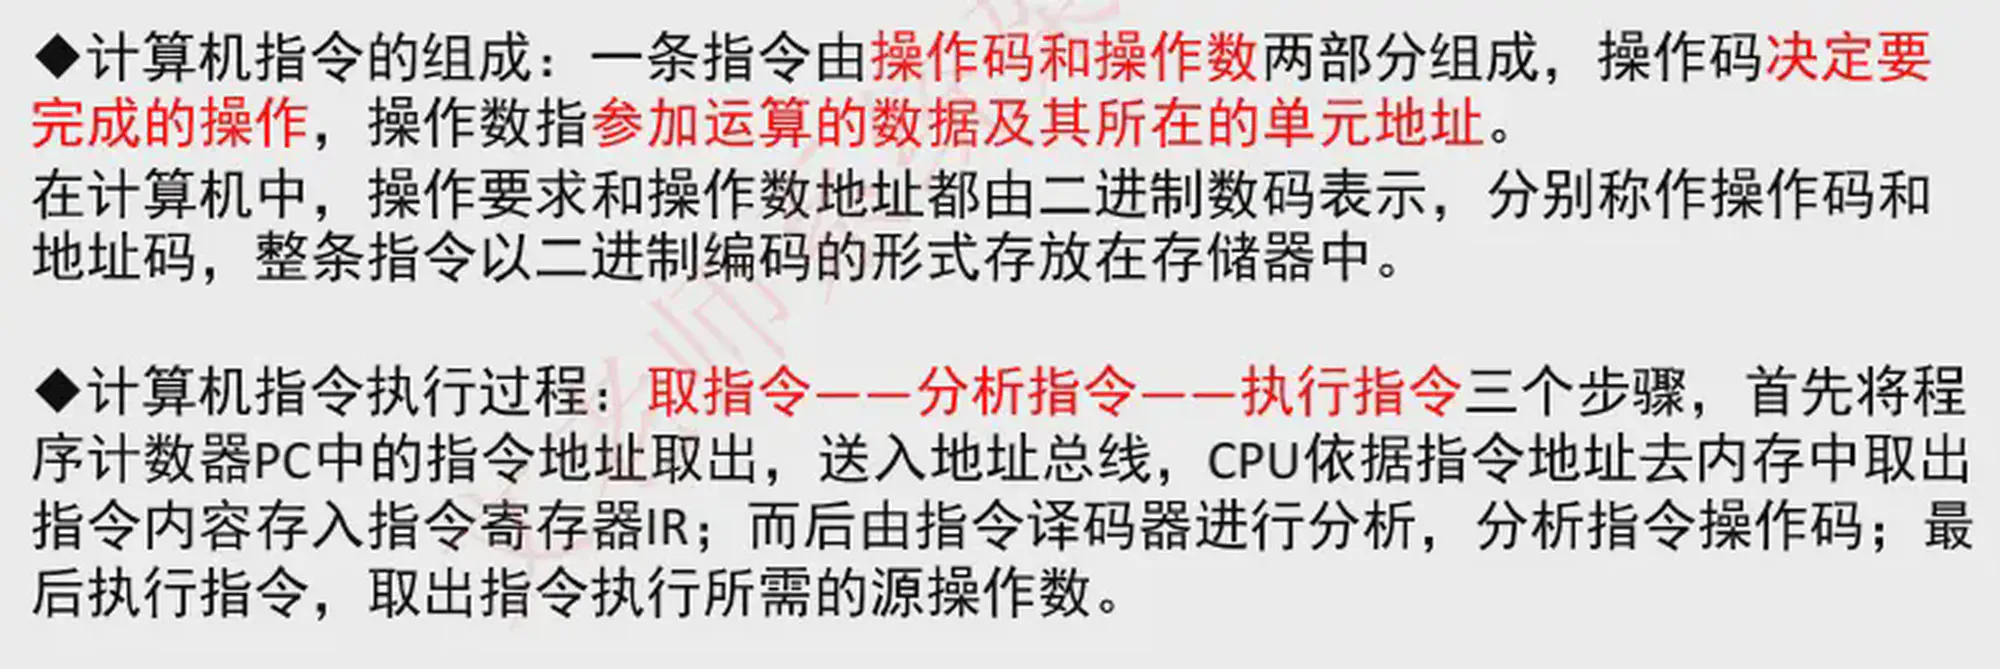 ◆计算机指令的组成：一条指令由操作码和操作数两部分组成，操作码决定要
完成的操作，操作数指参加运算的数据及其所在的单元地址。
在计算机中，操作要求和操作数地址都由二进制数码表示，分别称作操作码和
地址码，整条指令以二进制编码的形式存放在存储器中。
◆计算机指令执行过程：取指令——分析指令——执行指令三个步骤，首先将程
序计数器PC中的指令地址取出，送入地址总线，CPU依据指令地址去内存中取出
指令内容存入指令寄存器IR；而后由指令译码器进行分析，分析指令操作码；最
后执行指令，取出指令执行所需的源操作数。